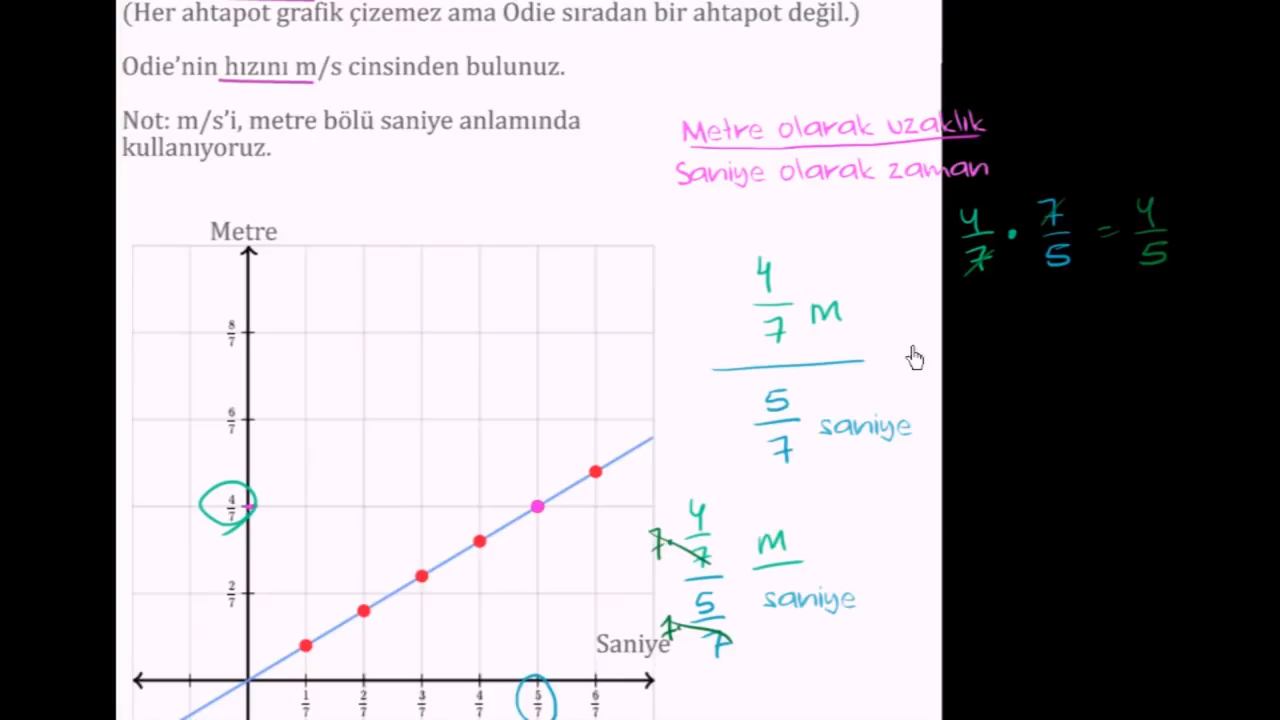 (Her ahtapot grafik çizemez ama Odie sıradan bir ahtapot değil.)
Odie'nin hızını m/s cinsinden bulunuz.
Not: m/s'i, metre bölü saniye anlamında
kullanıyoruz.
Metre olarak uzaklık
Saniye olarak zaman
4/7 · 7/5 = 4/5
Metre
8/7
6/7
4/7
2/7
4/7 m
5/7 saniye
7 · 4/7 m
7 · 5/7 saniye
Saniye
1/7 2/7 3/7 4/7 5/7 6/7